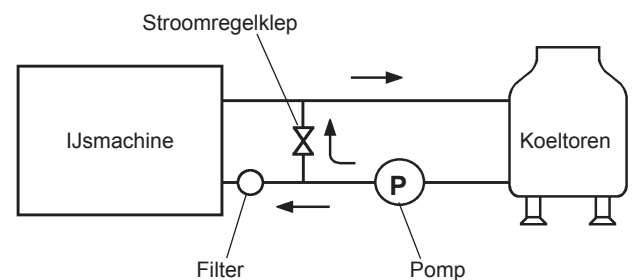 Stroomregelklep
IJsmachine
Koeltoren
P
Filter
Pomp